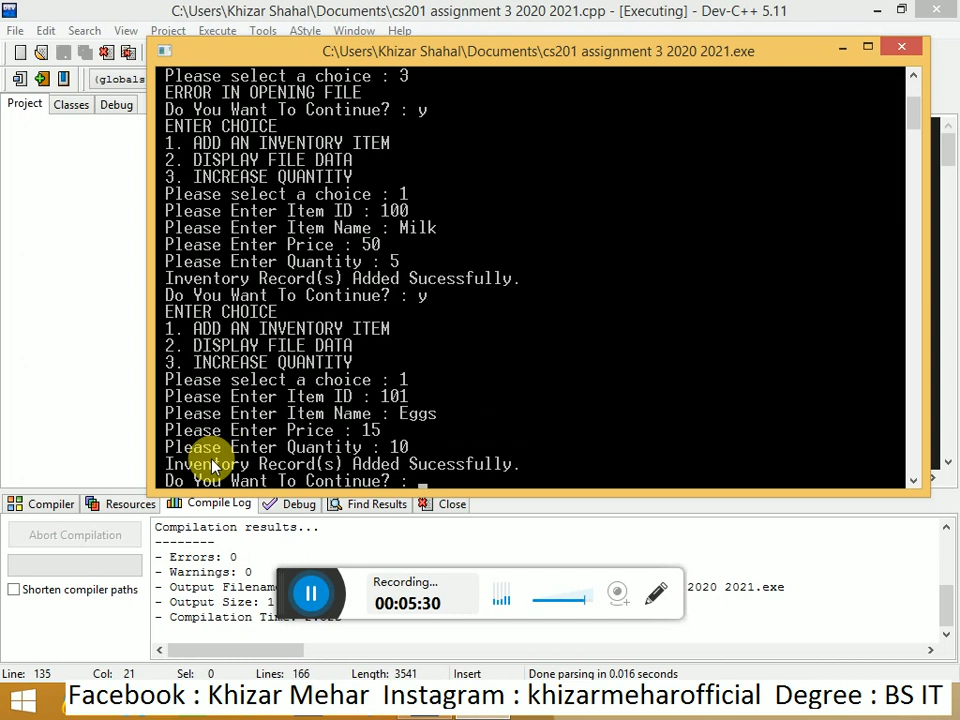 C:\Users\Khizar Shahal\Documents\cs201 assignment 3 2020 2021.cpp - [Executing] - Dev-C++ 5.11
File Edit Search View Project Execute Tools AStyle Window Help
C:\Users\Khizar Shahal\Documents\cs201 assignment 3 2020 2021.exe
(globals
Project Classes Debug
Please select a choice : 3
ERROR IN OPENING FILE
Do You Want To Continue? : y
ENTER CHOICE
1. ADD AN INVENTORY ITEM
2. DISPLAY FILE DATA
3. INCREASE QUANTITY
Please select a choice : 1
Please Enter Item ID : 100
Please Enter Item Name : Milk
Please Enter Price : 50
Please Enter Quantity : 5
Inventory Record(s) Added Sucessfully.
Do You Want To Continue? : y
ENTER CHOICE
1. ADD AN INVENTORY ITEM
2. DISPLAY FILE DATA
3. INCREASE QUANTITY
Please select a choice : 1
Please Enter Item ID : 101
Please Enter Item Name : Eggs
Please Enter Price : 15
Please Enter Quantity : 10
Inventory Record(s) Added Sucessfully.
Do You Want To Continue? :
Compiler Resources Compile Log Debug Find Results Close
Abort Compilation
Shorten compiler paths
Compilation results...
--------
- Errors: 0
- Warnings: 0
- Output Filename 2020 2021.exe
- Output Size: 1
- Compilation Time:
Recording...
00:05:30
Line: 135 Col: 21 Sel: 0 Lines: 166 Length: 3541 Insert Done parsing in 0.016 seconds
Facebook : Khizar Mehar Instagram : khizarmeharofficial Degree : BS IT